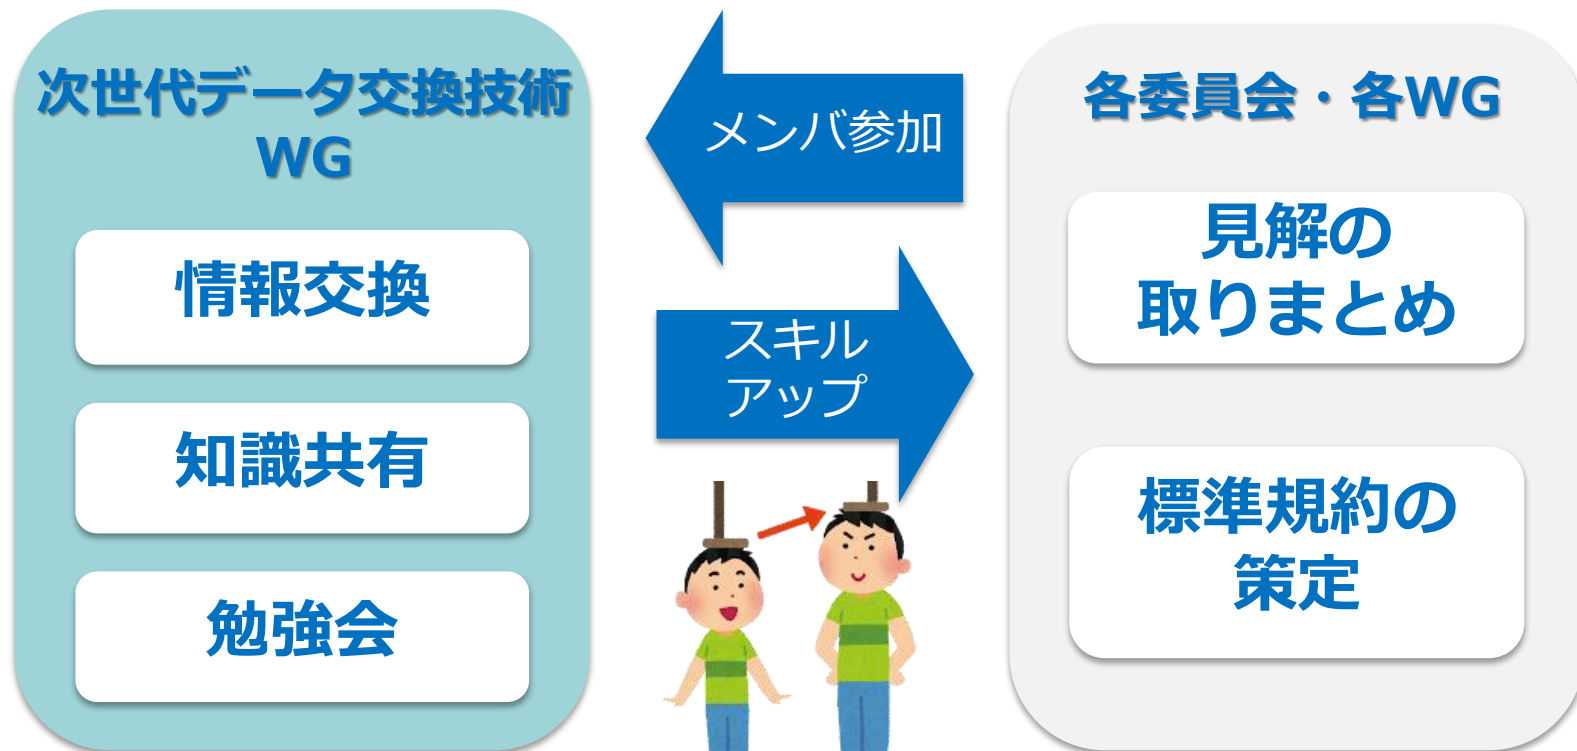 次世代データ交換技術
WG
情報交換
知識共有
勉強会
メンバ参加
スキル
アップ
各委員会・各WG
見解の
取りまとめ
標準規約の
策定